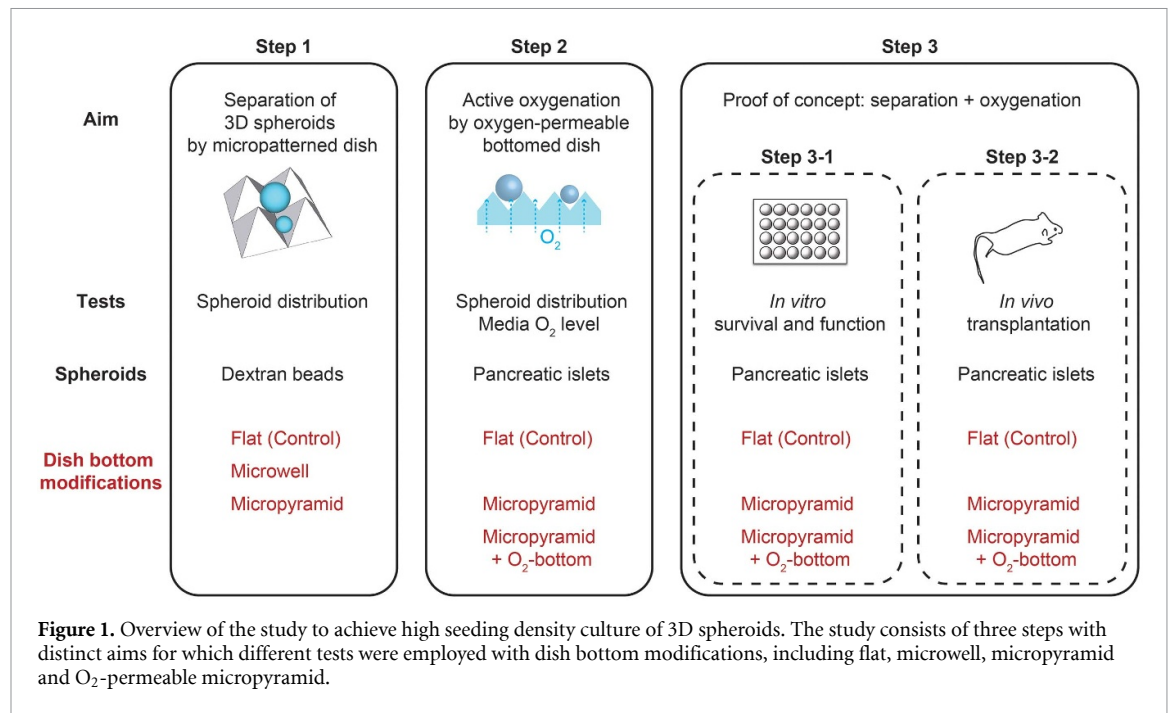 Step 1
Step 2
Step 3
Aim
Separation of
3D spheroids
by micropatterned dish
Active oxygenation
by oxygen-permeable
bottomed dish
O₂
Proof of concept: separation + oxygenation
Step 3-1
Step 3-2
Tests
Spheroid distribution
Spheroid distribution
Media O₂ level
In vitro
survival and function
In vivo
transplantation
Spheroids
Dextran beads
Pancreatic islets
Pancreatic islets
Pancreatic islets
Dish bottom
modifications
Flat (Control)
Microwell
Micropyramid
Flat (Control)
Micropyramid
Micropyramid
+ O₂-bottom
Flat (Control)
Micropyramid
Micropyramid
+ O₂-bottom
Flat (Control)
Micropyramid
Micropyramid
+ O₂-bottom
Figure 1. Overview of the study to achieve high seeding density culture of 3D spheroids. The study consists of three steps with
distinct aims for which different tests were employed with dish bottom modifications, including flat, microwell, micropyramid
and O₂-permeable micropyramid.